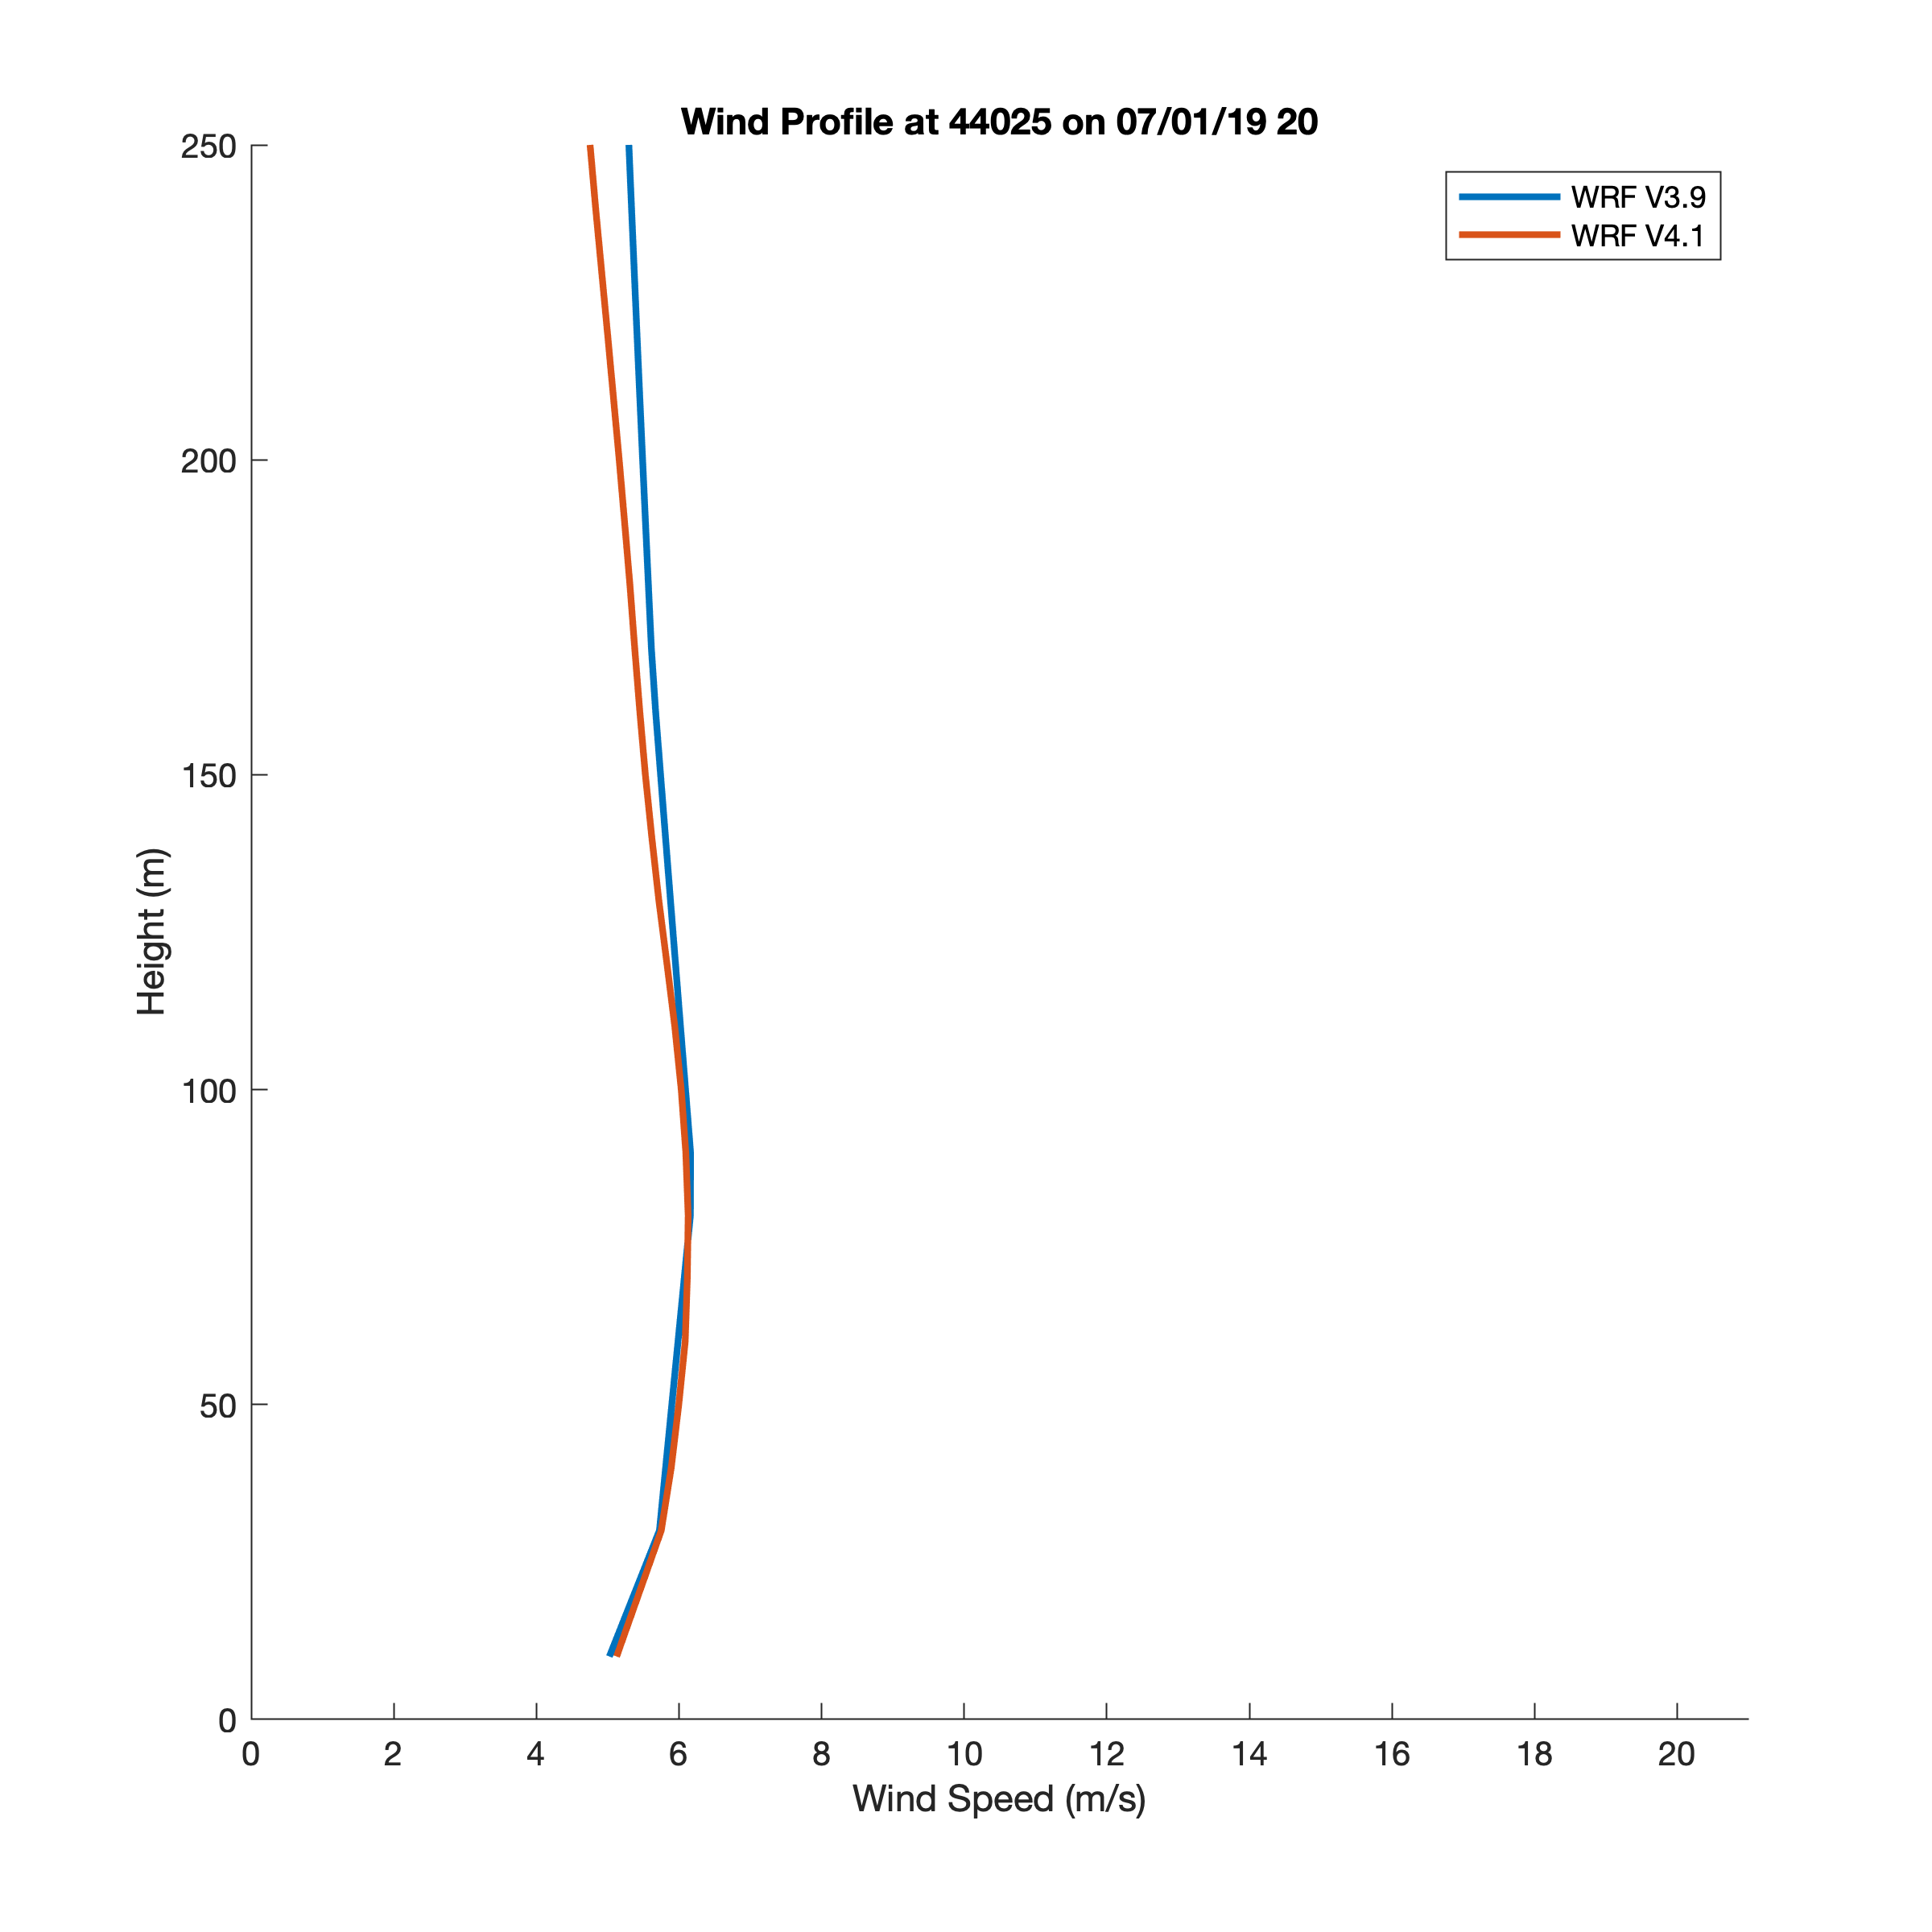 Wind Profile at 44025 on 07/01/19 20
WRF V3.9
WRF V4.1
250
200
150
100
50
0
Height (m)
0 2 4 6 8 10 12 14 16 18 20
Wind Speed (m/s)